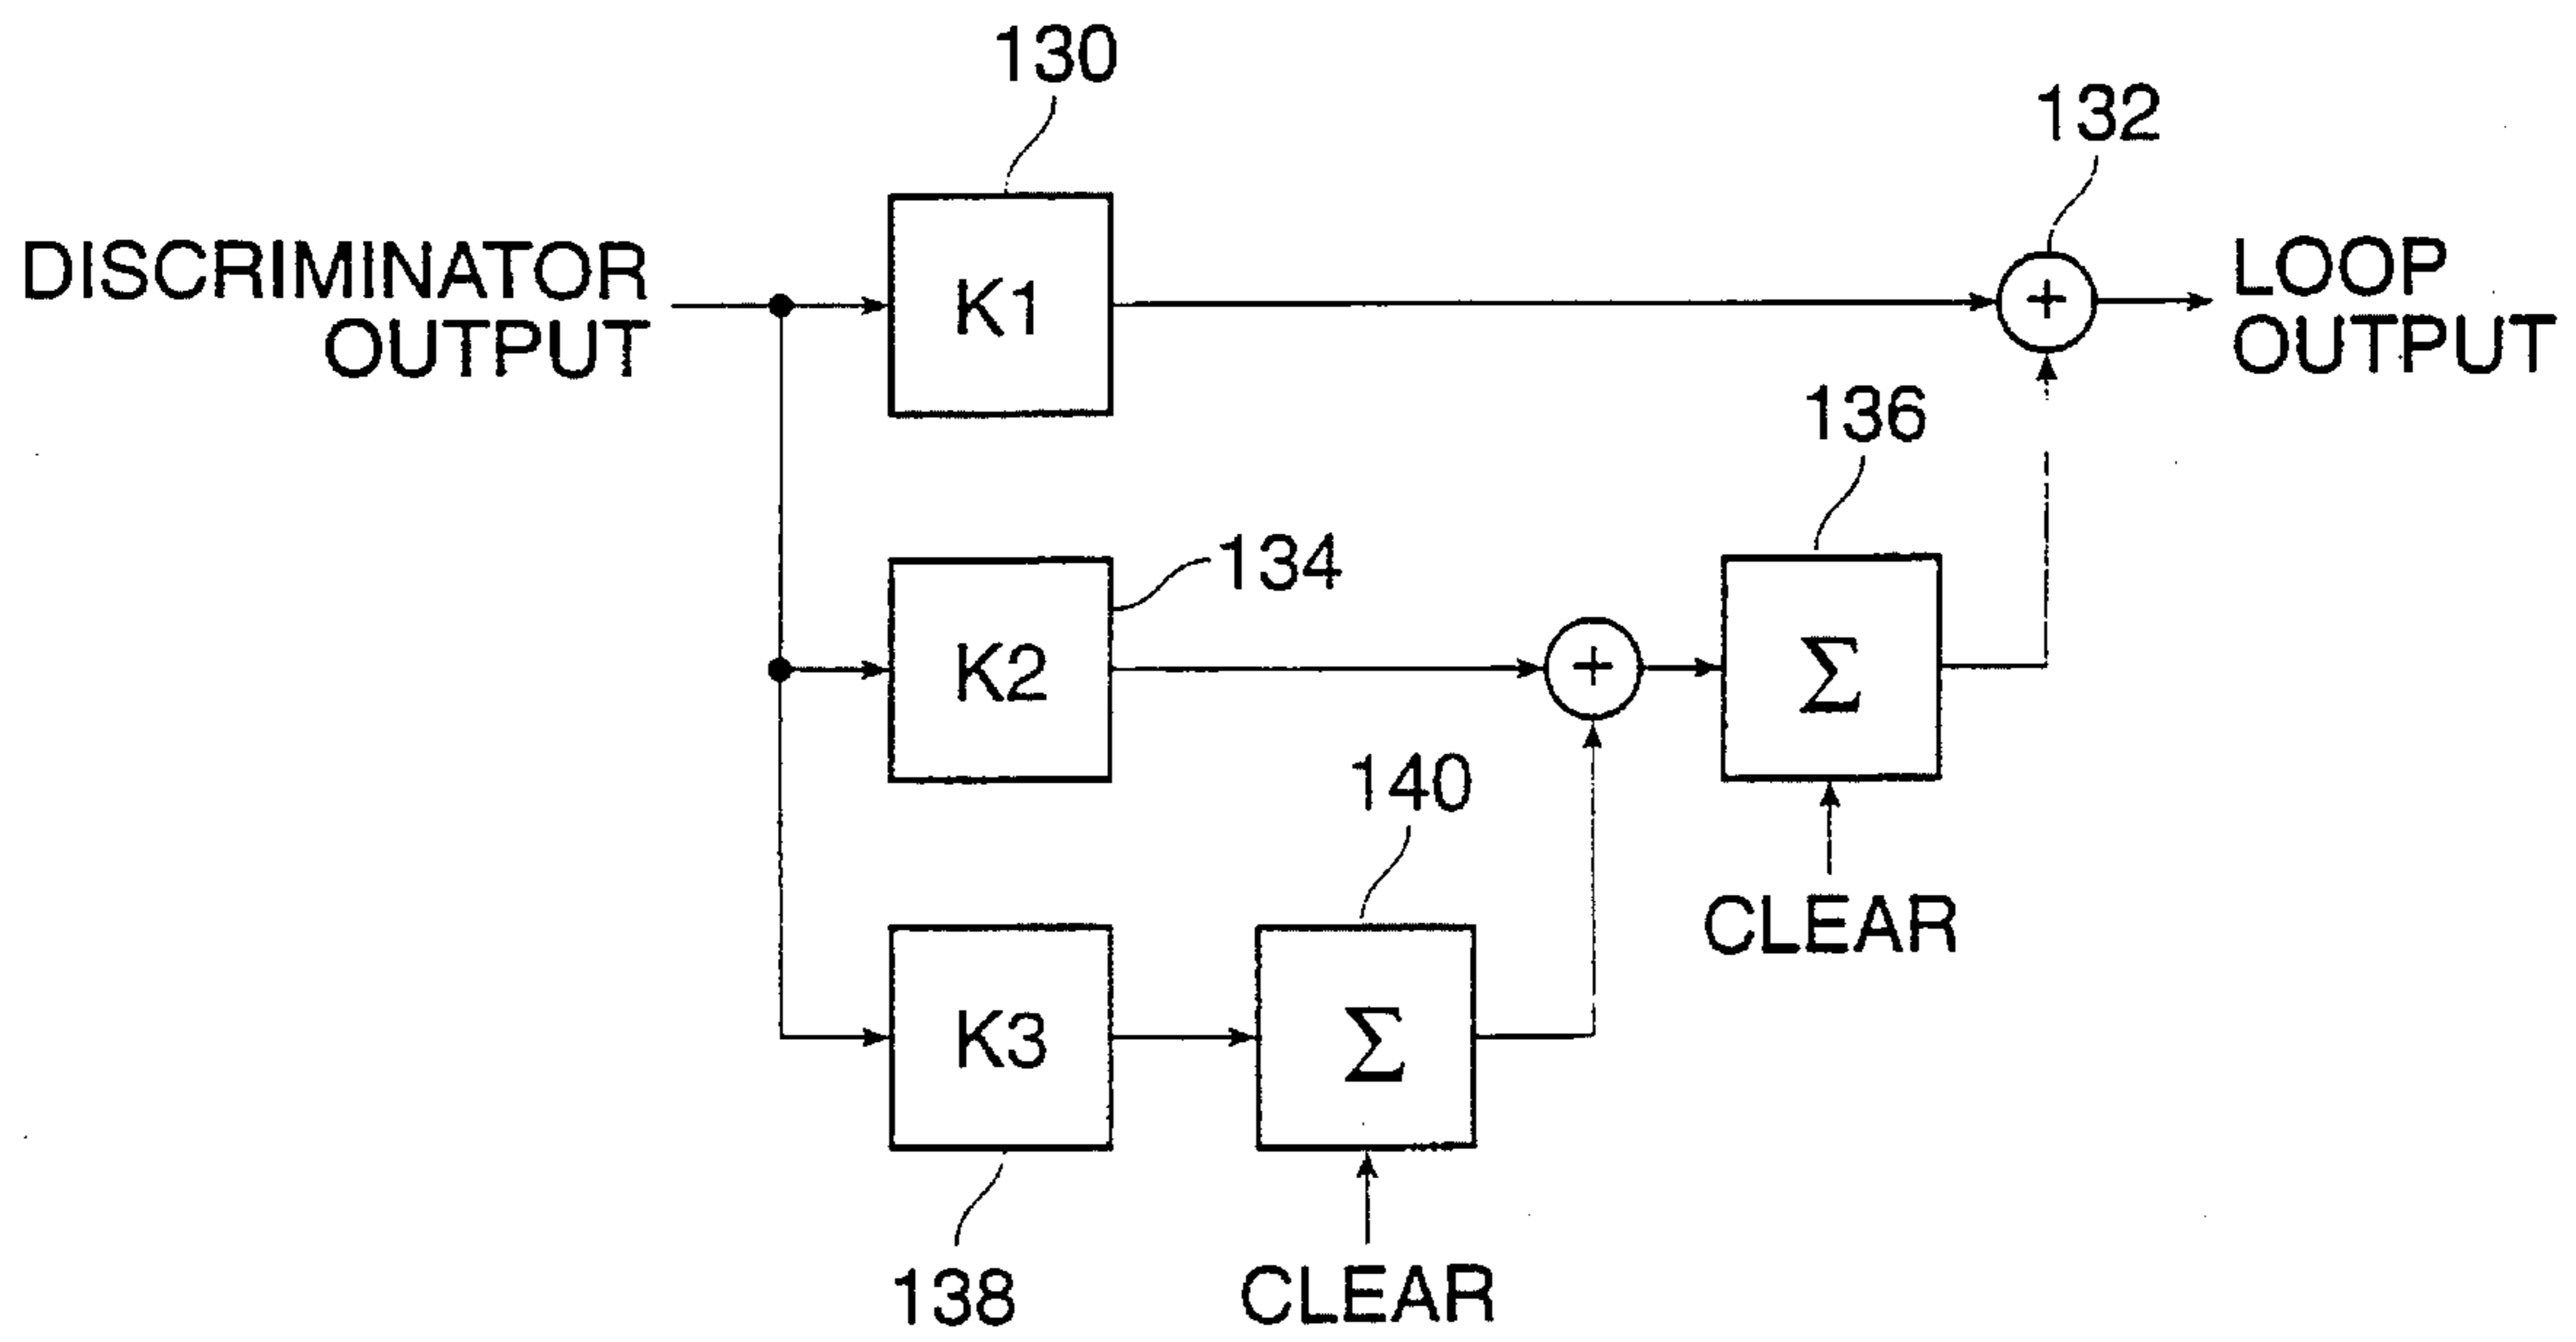 130
132
DISCRIMINATOR
OUTPUT
K1
+
LOOP
OUTPUT
136
134
K2
+
Σ
140
CLEAR
K3
Σ
138
CLEAR